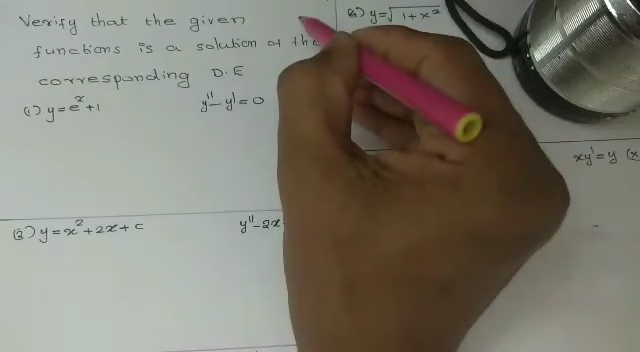 Verify that the given
functions is a solution of the
corresponding D.E
(1) y = e^x + 1 y'' - y' = 0
(2) y = x^2 + 2x + c y'' - 2x
y = √1 + x^2
xy' = y (x